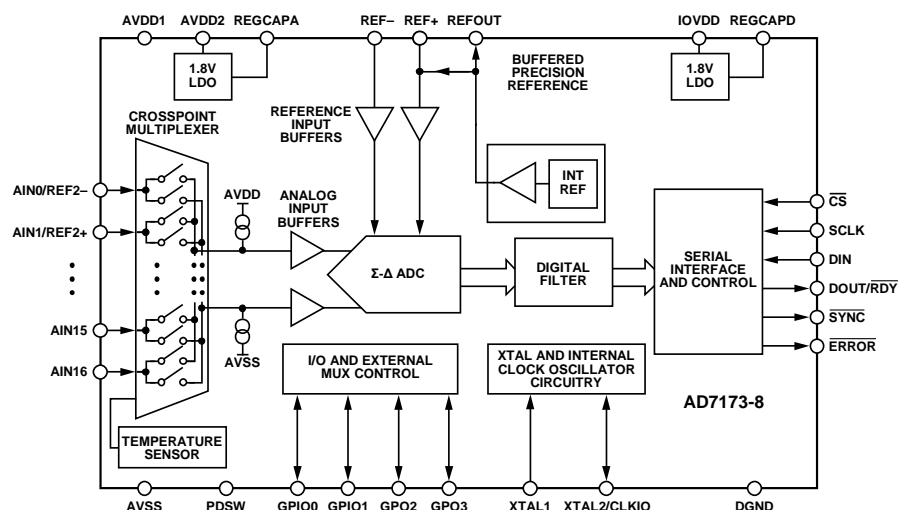 AVDD1 AVDD2 REGCAPA REF– REF+ REFOUT IOVDD REGCAPD
1.8V
LDO
BUFFERED
PRECISION
REFERENCE
1.8V
LDO
CROSSPOINT
MULTIPLEXER
REFERENCE
INPUT
BUFFERS
INT
REF
AIN0/REF2–
AIN1/REF2+
AIN15
AIN16
AVDD
ANALOG
INPUT
BUFFERS
Σ-Δ ADC
DIGITAL
FILTER
SERIAL
INTERFACE
AND CONTROL
CS
SCLK
DIN
DOUT/RDY
SYNC
ERROR
AVSS
I/O AND EXTERNAL
MUX CONTROL
XTAL AND INTERNAL
CLOCK OSCILLATOR
CIRCUITRY
AD7173-8
TEMPERATURE
SENSOR
AVSS PDSW GPIO0 GPIO1 GPO2 GPO3 XTAL1 XTAL2/CLKIO DGND